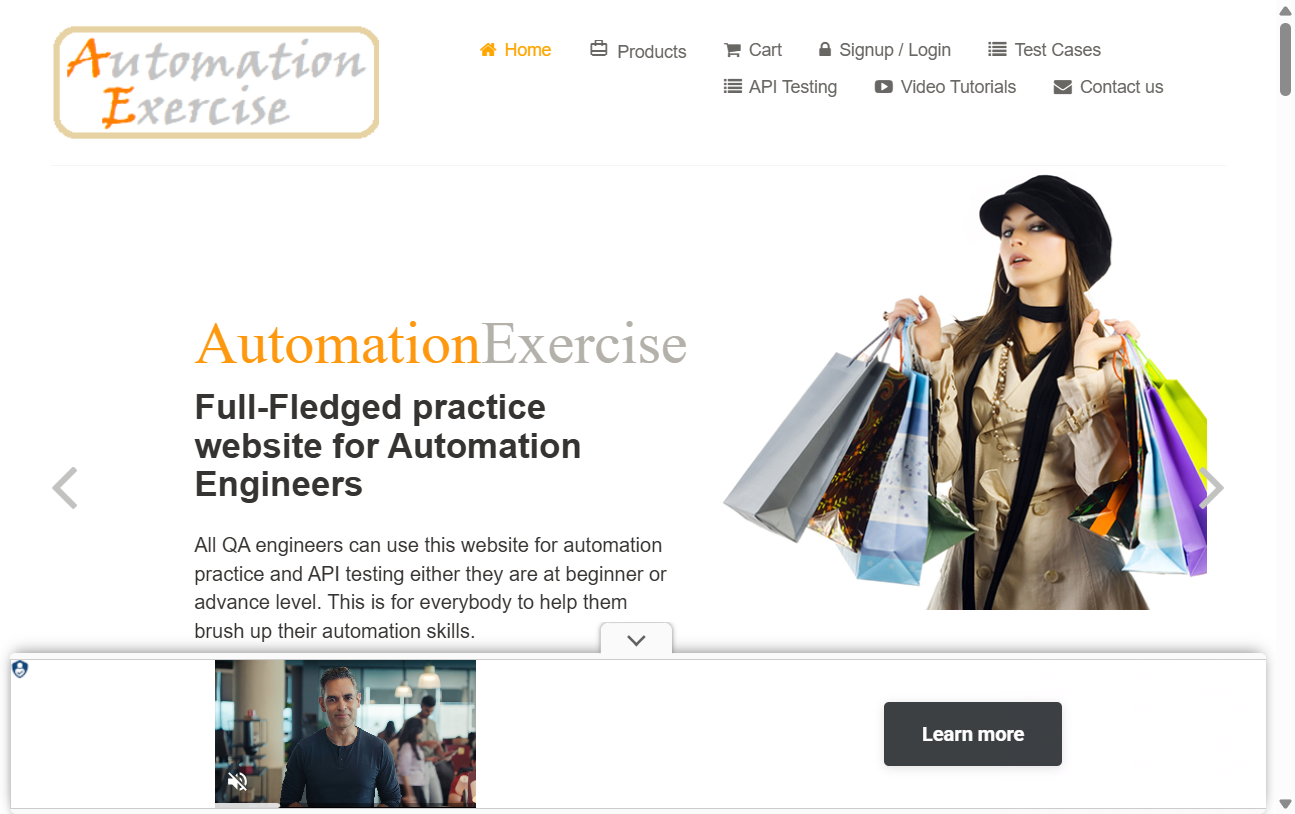 Automation
Exercise
Home
Products
Cart
Signup / Login
Test Cases
API Testing
Video Tutorials
Contact us
AutomationExercise
Full-Fledged practice
website for Automation
Engineers
All QA engineers can use this website for automation
practice and API testing either they are at beginner or
advance level. This is for everybody to help them
brush up their automation skills.
Learn more